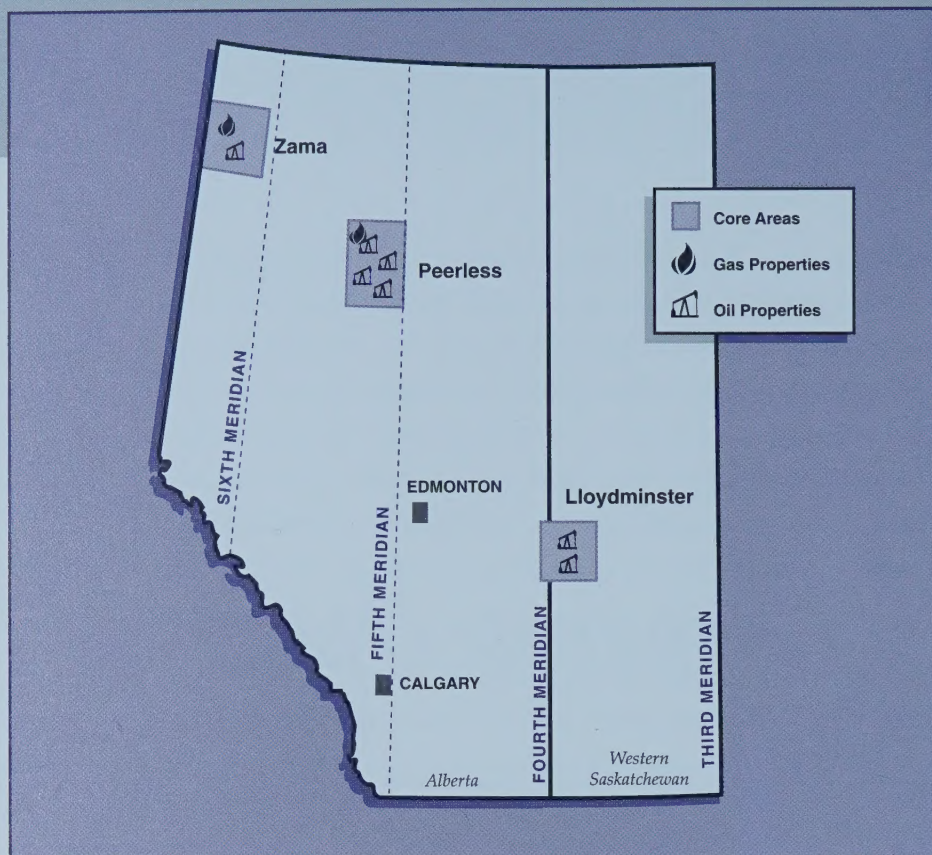 Zama
Peerless
Core Areas
Gas Properties
Oil Properties
SIXTH MERIDIAN
EDMONTON
Lloydminster
FIFTH MERIDIAN
CALGARY
FOURTH MERIDIAN
THIRD MERIDIAN
Alberta
Western
Saskatchewan